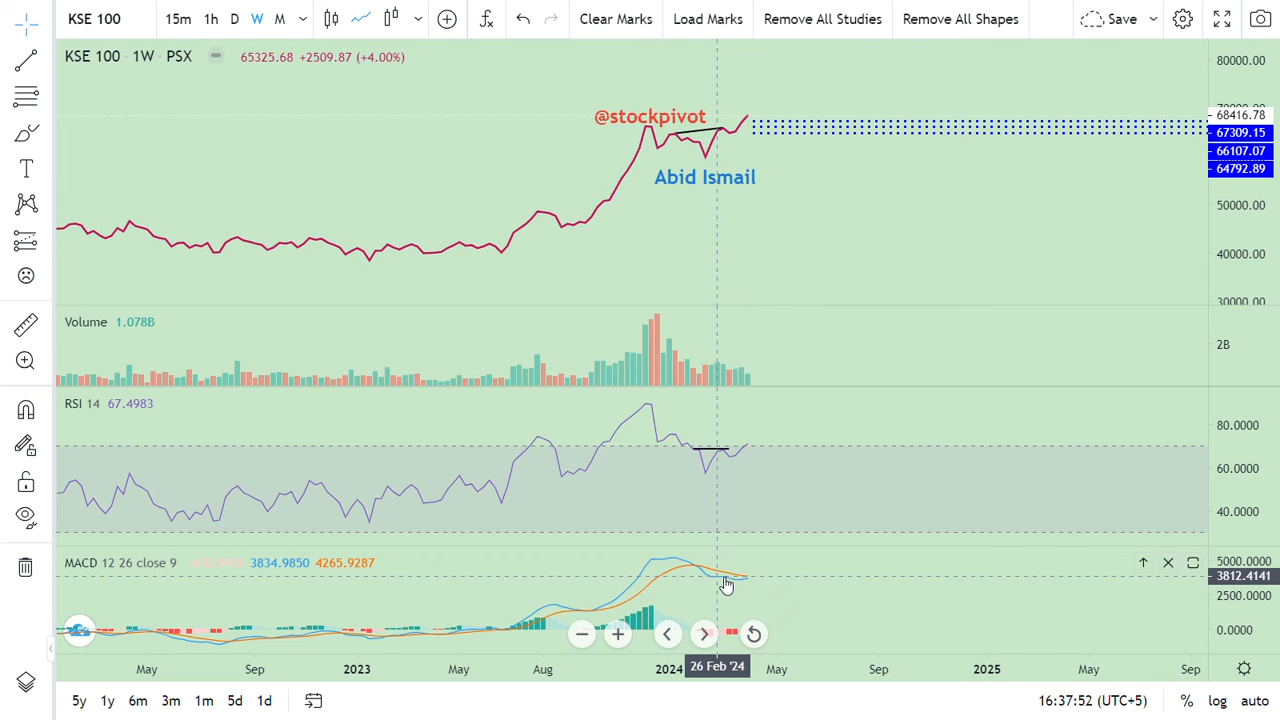 KSE 100 15m 1h D W M Clear Marks Load Marks Remove All Studies Remove All Shapes Save
KSE 100 1W PSX 65325.68 +2509.87 (+4.00%)
80000.00
@stockpivot
68416.78
67309.15
66107.07
64792.89
Abid Ismail
50000.00
40000.00
30000.00
Volume 1.078B
2B
RSI 14 67.4983
80.0000
60.0000
40.0000
MACD 12 26 close 9 3834.9850 4265.9287
5000.0000
3812.4141
2500.0000
0.0000
May Sep 2023 May Aug 2024 26 Feb '24 May Sep 2025 May Sep
5y 1y 6m 3m 1m 5d 1d 16:37:52 (UTC+5) % log auto